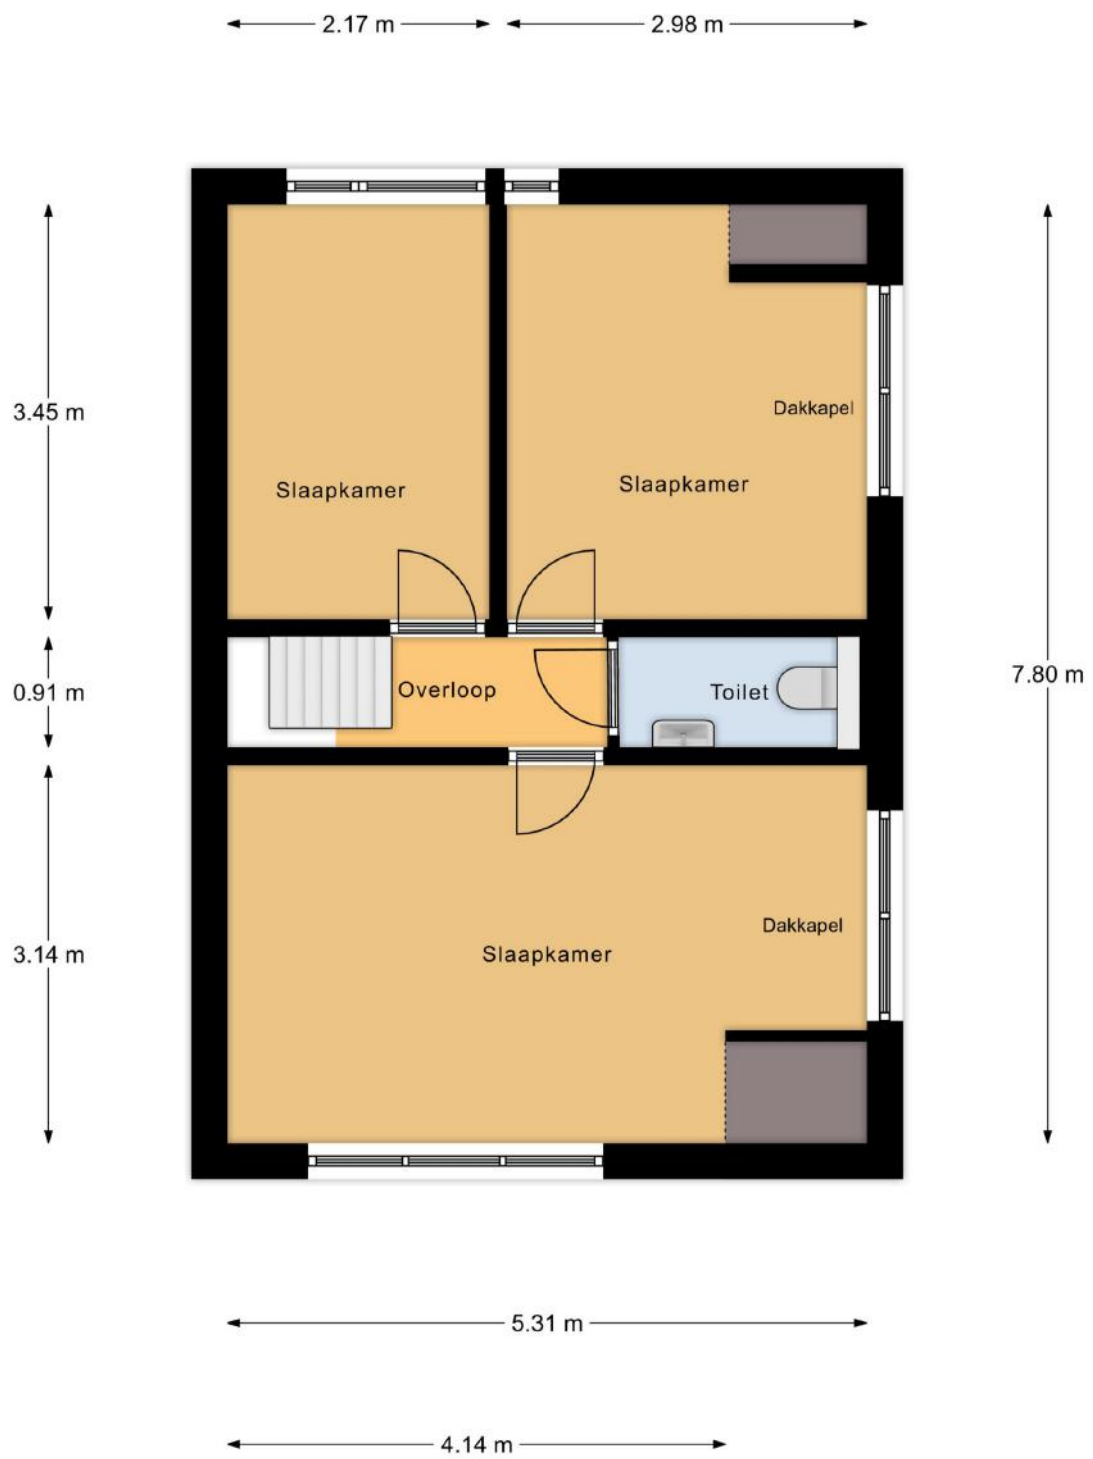 2.17 m
2.98 m
3.45 m
Dakkapel
Slaapkamer
Slaapkamer
0.91 m
Overloop
Toilet
7.80 m
3.14 m
Dakkapel
Slaapkamer
5.31 m
4.14 m